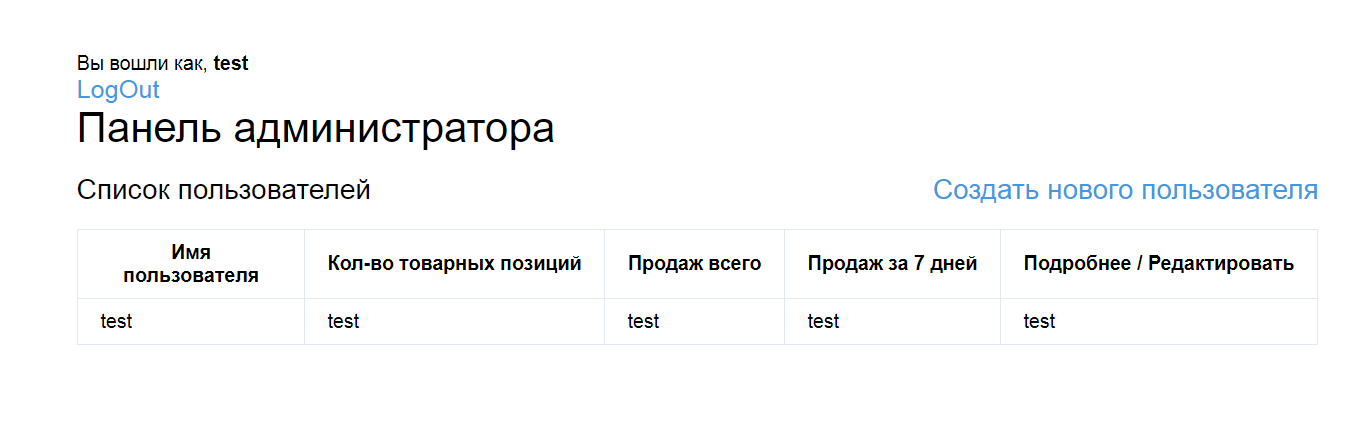 Вы вошли как, test
LogOut
Панель администратора
Список пользователей Создать нового пользователя
Имя пользователя Кол-во товарных позиций Продаж всего Продаж за 7 дней Подробнее / Редактировать
test test test test test